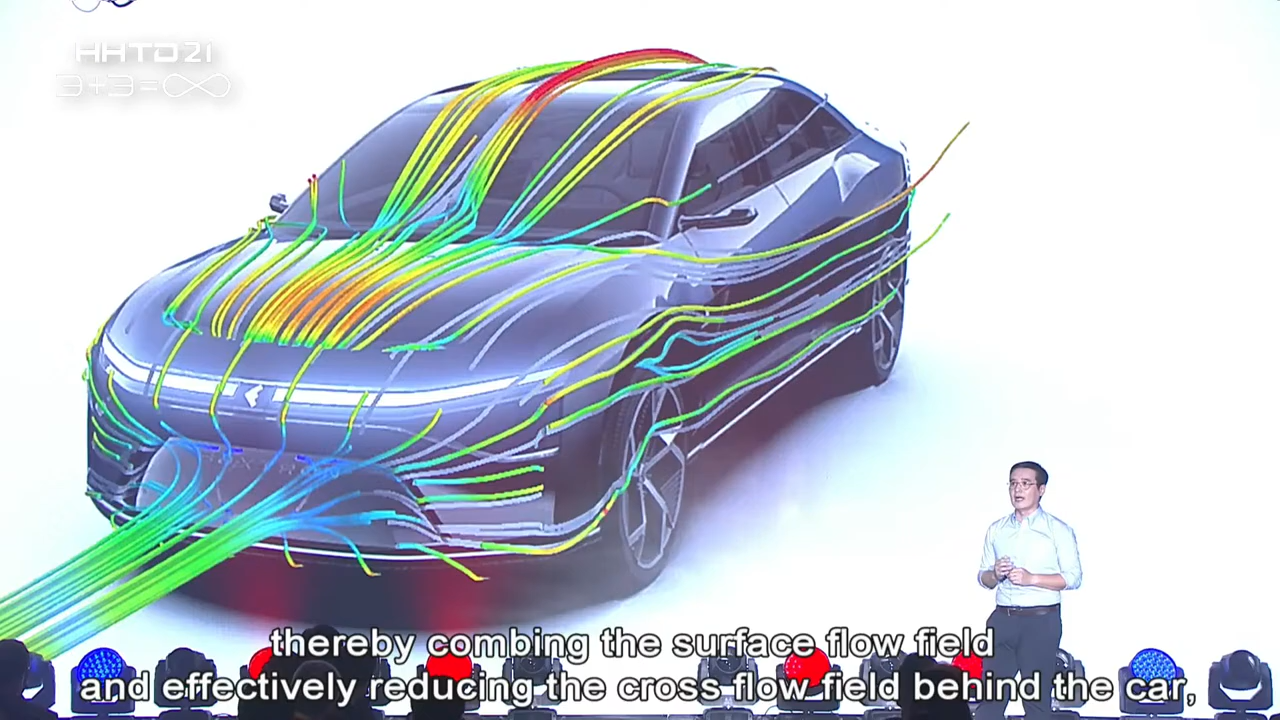 HHTD21
3+3=∞
thereby combing the surface flow field
and effectively reducing the cross flow field behind the car,